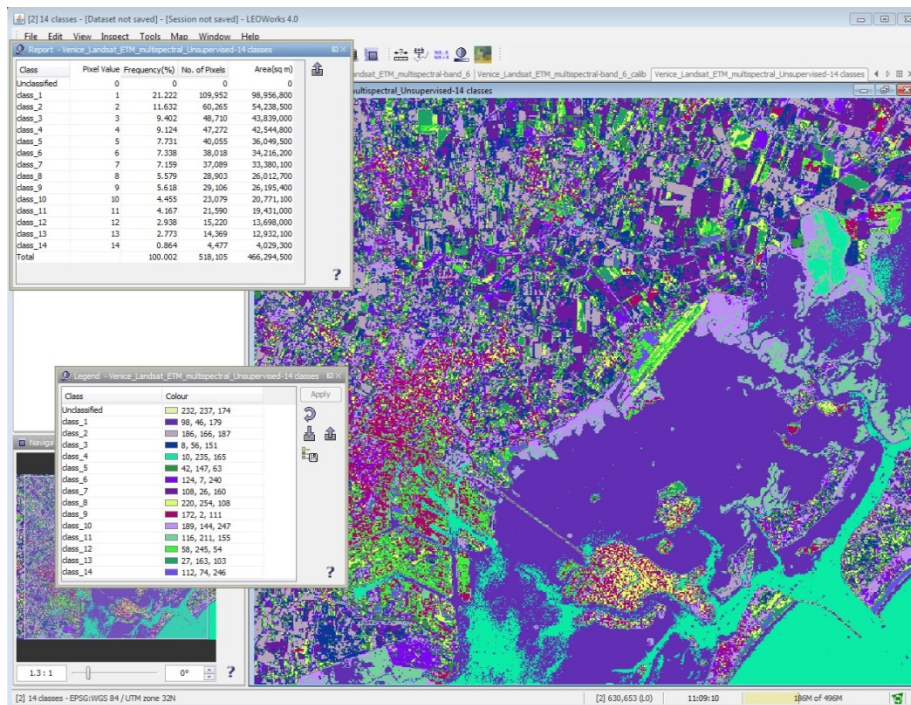 [2] 14 classes - [Dataset not saved] - [Session not saved] - LEOWorks 4.0
File Edit View Inspect Tools Map Window Help
Report - Venice_Landsat_ETM_multispectral_Unsupervised-14 classes
Class Pixel Value Frequency(%) No. of Pixels Area(sq m)
Unclassified 0 0 0 0
class_1 1 21.222 109,952 98,956,800
class_2 2 11.632 60,265 54,238,500
class_3 3 9.402 48,710 43,839,000
class_4 4 9.124 47,272 42,544,800
class_5 5 7.731 40,055 36,049,500
class_6 6 7.338 38,018 34,216,200
class_7 7 7.159 37,089 33,380,100
class_8 8 5.579 28,903 26,012,700
class_9 9 5.618 29,106 26,195,400
class_10 10 4.455 23,079 20,771,100
class_11 11 4.167 21,590 19,431,000
class_12 12 2.938 15,220 13,698,000
class_13 13 2.773 14,369 12,932,100
class_14 14 0.864 4,477 4,029,300
Total 100.002 518,105 466,294,500
?
andsat_ETM_multispectral-band_6 Venice_Landsat_ETM_multispectral-band_6_calib Venice_Landsat_ETM_multispectral_Unsupervised-14 classes
multispectral_Unsupervised-14 classes
Legend - Venice_Landsat_ETM_multispectral_Unsupervised-14 classes
Class Colour Apply
Unclassified 232, 237, 174
class_1 98, 46, 179
class_2 186, 166, 187
class_3 8, 56, 151
class_4 10, 235, 165
class_5 42, 147, 63
class_6 124, 7, 240
class_7 108, 26, 160
class_8 220, 254, 108
class_9 172, 2, 111
class_10 189, 144, 247
class_11 116, 211, 155
class_12 58, 245, 54
class_13 27, 163, 103
class_14 112, 74, 246
?
Naviga
1.3 : 1 0° ?
[2] 14 classes - EPSG:WGS 84 / UTM zone 32N [2] 630,653 (L0) 11:09:10 186M of 496M